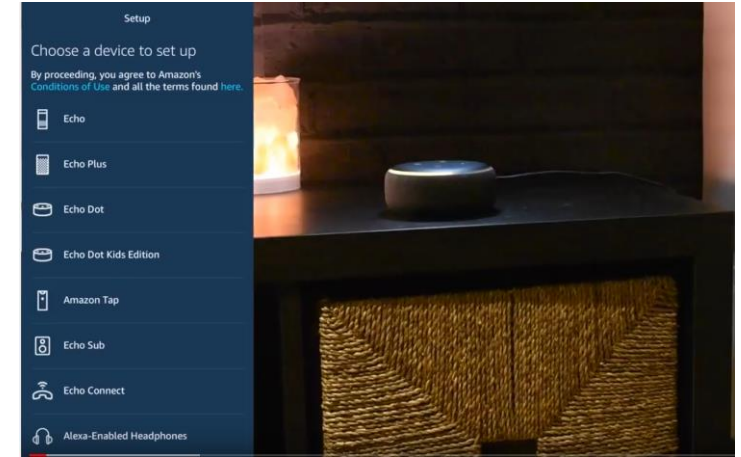 Setup
Choose a device to set up
By proceeding, you agree to Amazon's
Conditions of Use and all the terms found here.
Echo
Echo Plus
Echo Dot
Echo Dot Kids Edition
Amazon Tap
Echo Sub
Echo Connect
Alexa-Enabled Headphones